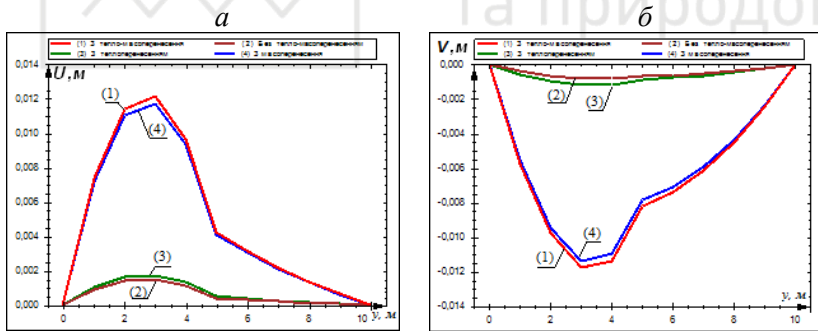 а б
та природо
(1) З тепло-масоперенесення (2) Без тепло-масоперенесенням
(3) З теплоперенесенням (4) З масоперенесенням
U,м
0,014
0,012
0,010
0,008
0,006
0,004
0,002
0,000
(1)
(4)
(3)
(2)
0 2 4 6 8 10
y, м
(1) З тепло-масоперенесення (2) Без тепло-масоперенесенням
(3) З теплоперенесенням (4) З масоперенесенням
V,м
0,000
-0,002
-0,004
-0,006
-0,008
-0,010
-0,012
-0,014
(2)
(3)
(4)
(1)
0 2 4 6 8 10
y, м